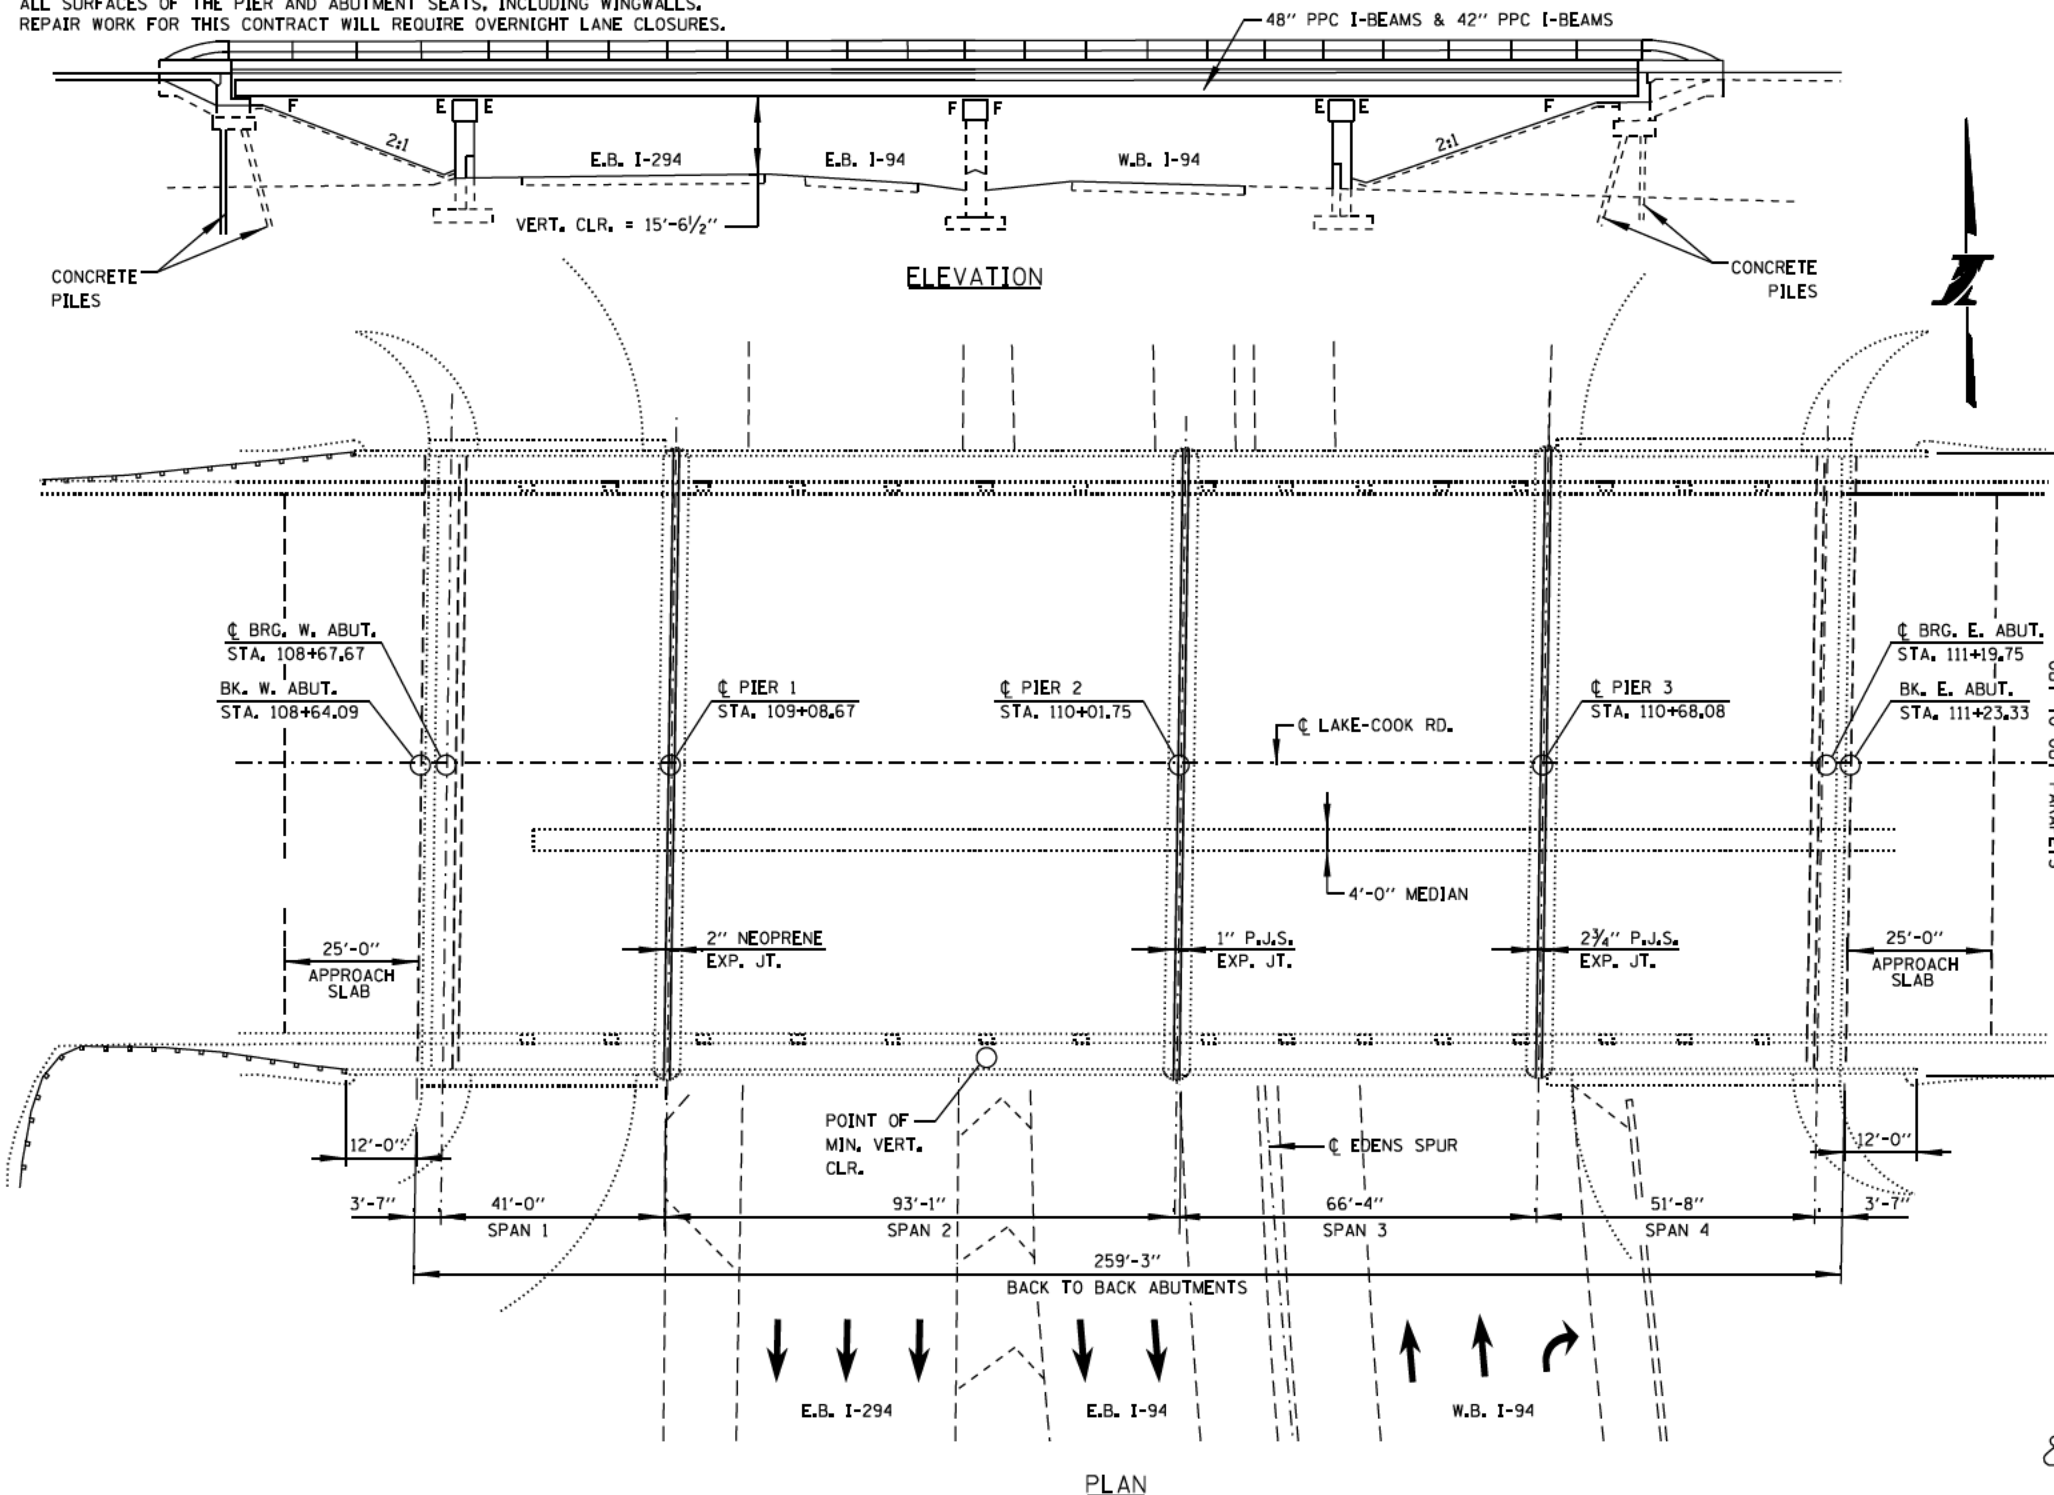 ALL SURFACES OF THE PIER AND ABUTMENT SEATS, INCLUDING WINGWALLS.
REPAIR WORK FOR THIS CONTRACT WILL REQUIRE OVERNIGHT LANE CLOSURES.
48" PPC I-BEAMS & 42" PPC I-BEAMS
F E E F F E E F
2:1
E.B. I-294
E.B. I-94
W.B. I-94
2:1
VERT. CLR. = 15'-6½"
CONCRETE
PILES
ELEVATION
CONCRETE
PILES
℄ BRG. W. ABUT.
STA. 108+67.67
BK. W. ABUT.
STA. 108+64.09
℄ PIER 1
STA. 109+08.67
℄ PIER 2
STA. 110+01.75
℄ LAKE-COOK RD.
℄ PIER 3
STA. 110+68.08
℄ BRG. E. ABUT.
STA. 111+19.75
BK. E. ABUT.
STA. 111+23.33
4'-0" MEDIAN
25'-0"
APPROACH
SLAB
2" NEOPRENE
EXP. JT.
1" P.J.S.
EXP. JT.
2¾" P.J.S.
EXP. JT.
25'-0"
APPROACH
SLAB
POINT OF
MIN. VERT.
CLR.
℄ EDENS SPUR
12'-0"
12'-0"
3'-7"
41'-0"
SPAN 1
93'-1"
SPAN 2
66'-4"
SPAN 3
51'-8"
SPAN 4
3'-7"
259'-3"
BACK TO BACK ABUTMENTS
E.B. I-294
E.B. I-94
W.B. I-94
PLAN